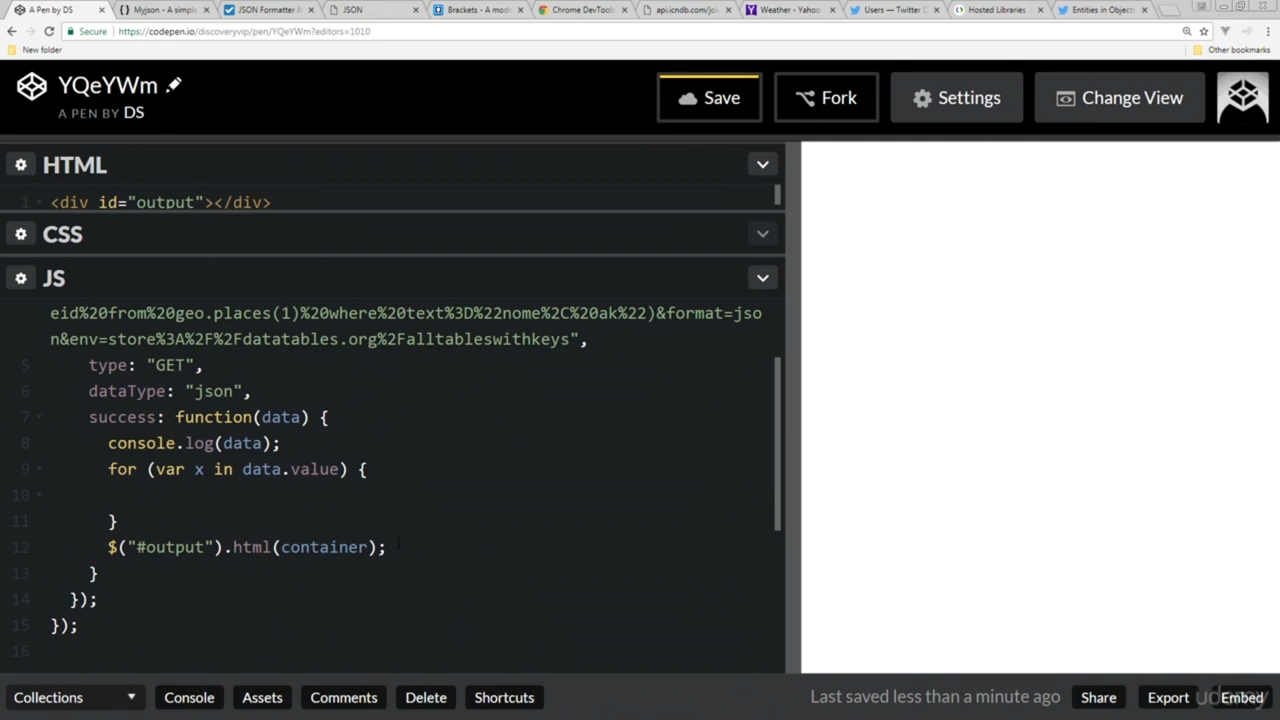 A Pen by DS
Myjson - A simple
JSON Formatter &
JSON
Brackets - A mode
Chrome DevTools
api.icndb.com/jok
Weather - Yahoo
Users — Twitter D
Hosted Libraries
Entities in Objects
Secure
https://codepen.io/discoveryvip/pen/YQeYWm?editors=1010
New folder
Other bookmarks
YQeYWm
A PEN BY DS
Save
Fork
Settings
Change View
HTML
1 <div id="output"></div>
CSS
JS
eid%20from%20geo.places(1)%20where%20text%3D%22nome%2C%20ak%22)&format=jso
n&env=store%3A%2F%2Fdatatables.org%2Falltableswithkeys",
5 type: "GET",
6 dataType: "json",
7 success: function(data) {
8 console.log(data);
9 for (var x in data.value) {
10
11 }
12 $("#output").html(container);
13 }
14 });
15 });
16
Collections
Console
Assets
Comments
Delete
Shortcuts
Last saved less than a minute ago
Share
Export
Embed
udemy